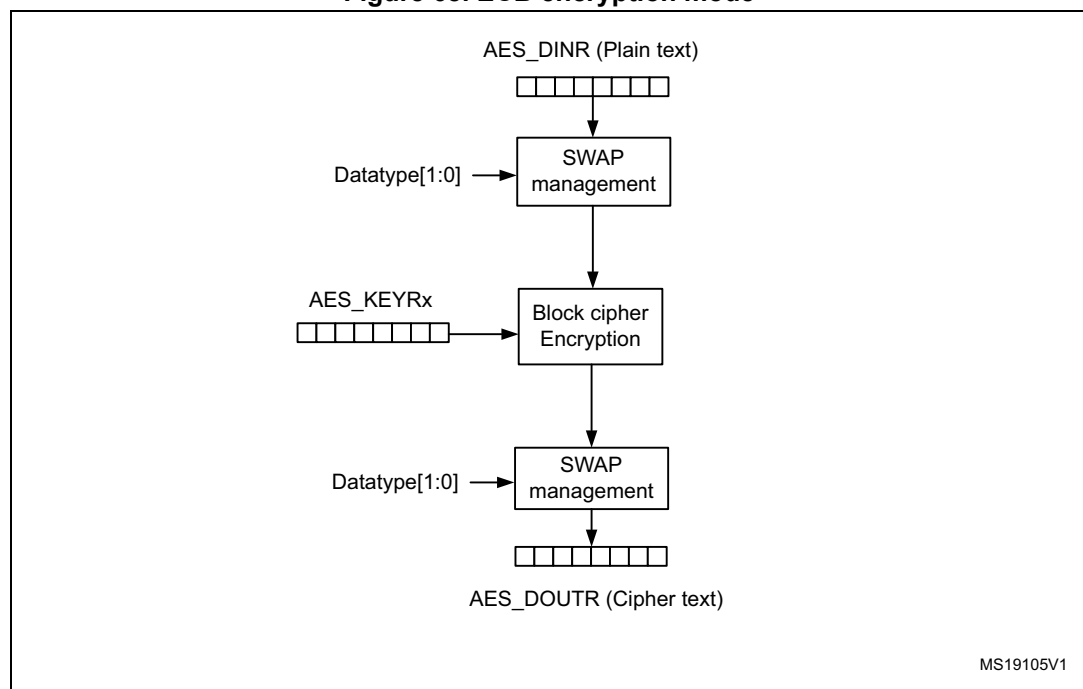 AES_DINR (Plain text)
SWAP
management
Datatype[1:0]
AES_KEYRx
Block cipher
Encryption
SWAP
management
Datatype[1:0]
AES_DOUTR (Cipher text)
MS19105V1